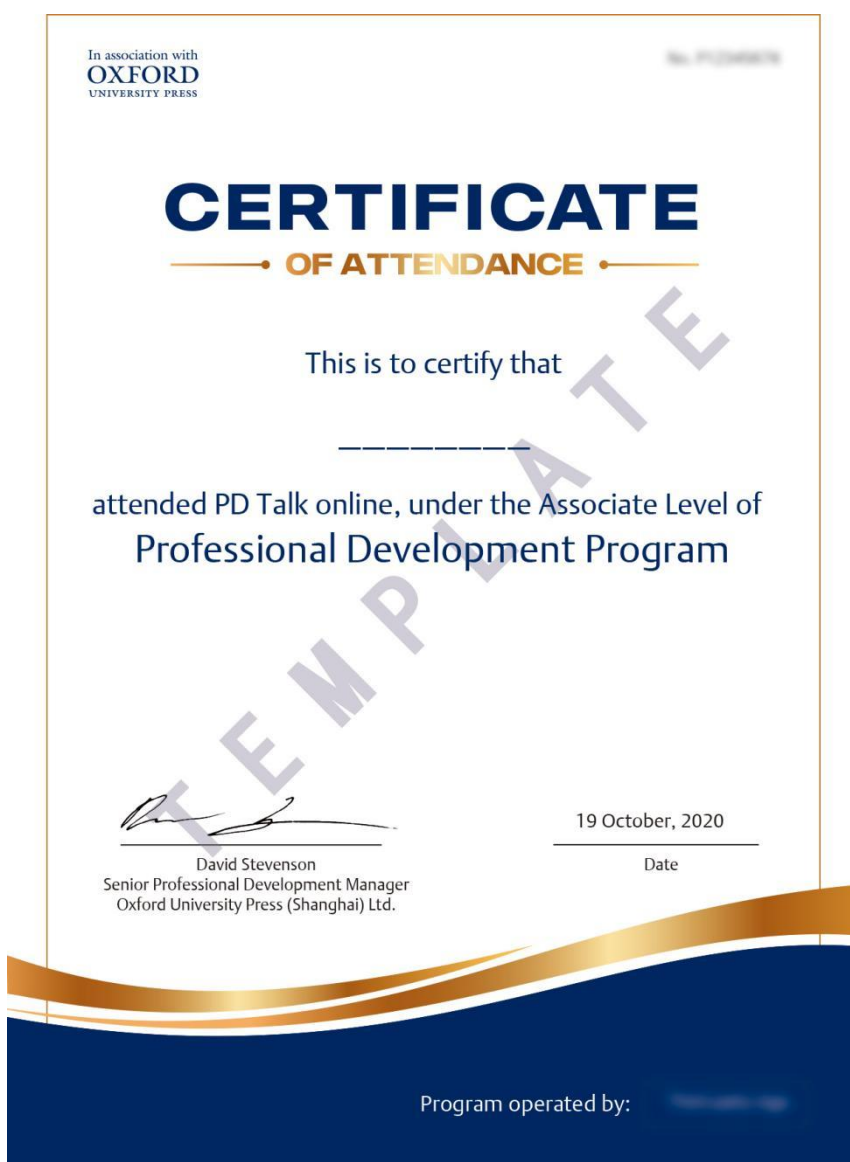 In association with
OXFORD
UNIVERSITY PRESS
CERTIFICATE
OF ATTENDANCE
This is to certify that
________
attended PD Talk online, under the Associate Level of
Professional Development Program
TEMPLATE
19 October, 2020
David Stevenson
Date
Senior Professional Development Manager
Oxford University Press (Shanghai) Ltd.
Program operated by: